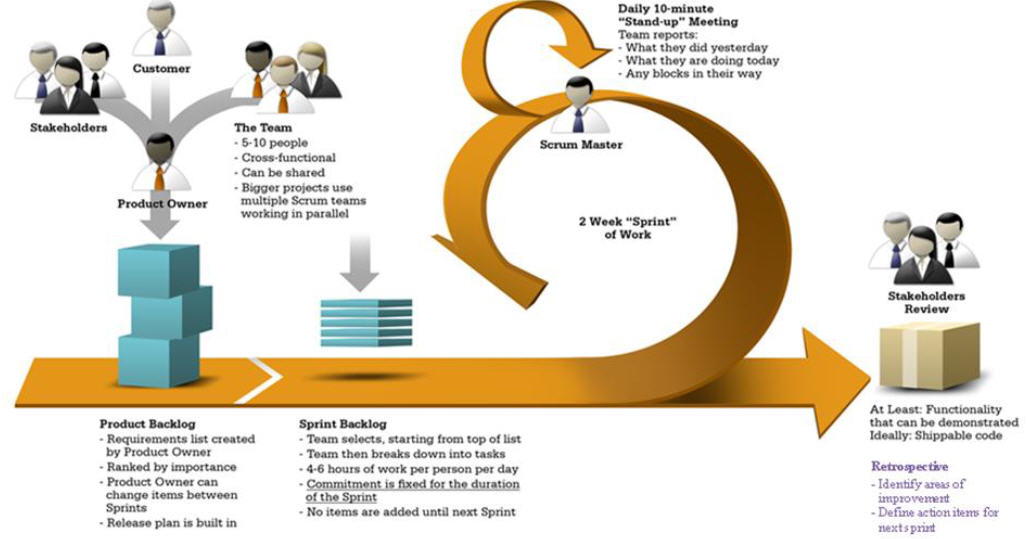 Customer
Stakeholders
Product Owner
The Team
- 5-10 people
- Cross-functional
- Can be shared
- Bigger projects use
multiple Scrum teams
working in parallel
Daily 10-minute
“Stand-up” Meeting
Team reports:
- What they did yesterday
- What they are doing today
- Any blocks in their way
Scrum Master
2 Week “Sprint”
of Work
Stakeholders
Review
Product Backlog
- Requirements list created
by Product Owner
- Ranked by importance
- Product Owner can
change items between
Sprints
- Release plan is built in
Sprint Backlog
- Team selects, starting from top of list
- Team then breaks down into tasks
- 4-6 hours of work per person per day
- Commitment is fixed for the duration
of the Sprint
- No items are added until next Sprint
At Least: Functionality
that can be demonstrated
Ideally: Shippable code
Retrospective
- Identify areas of
improvement
- Define action items for
next sprint